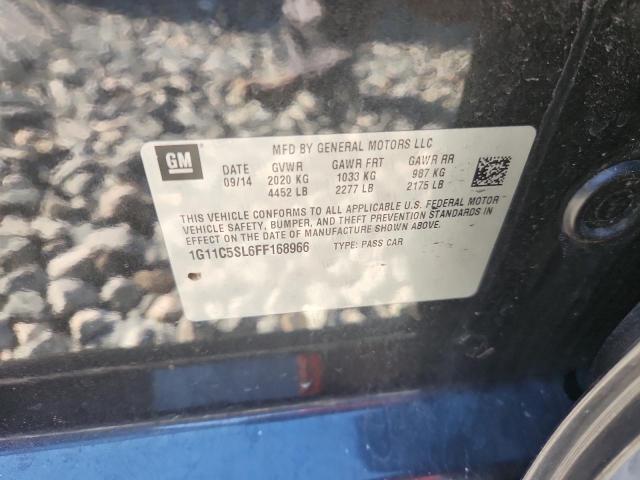 GM
MFD BY GENERAL MOTORS LLC
DATE GVWR GAWR FRT GAWR RR
09/14 2020 KG 1033 KG 987 KG
4452 LB 2277 LB 2175 LB
THIS VEHICLE CONFORMS TO ALL APPLICABLE U.S. FEDERAL MOTOR
VEHICLE SAFETY, BUMPER, AND THEFT PREVENTION STANDARDS IN
EFFECT ON THE DATE OF MANUFACTURE SHOWN ABOVE.
1G11C5SL6FF168966 TYPE: PASS CAR